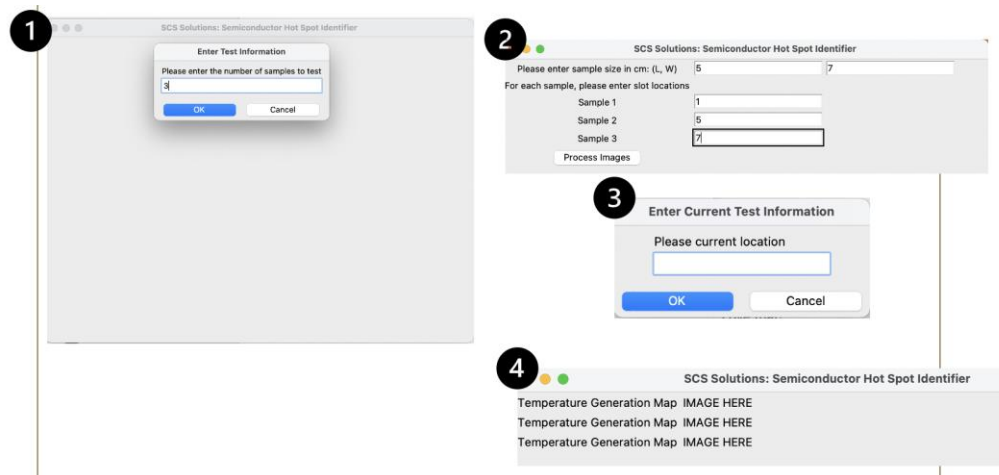 1
SCS Solutions: Semiconductor Hot Spot Identifier
Enter Test Information
Please enter the number of samples to test
3
OK Cancel
2
SCS Solutions: Semiconductor Hot Spot Identifier
Please enter sample size in cm: (L, W) 5 7
For each sample, please enter slot locations
Sample 1 1
Sample 2 5
Sample 3 7
Process Images
3
Enter Current Test Information
Please current location
OK Cancel
4
SCS Solutions: Semiconductor Hot Spot Identifier
Temperature Generation Map IMAGE HERE
Temperature Generation Map IMAGE HERE
Temperature Generation Map IMAGE HERE